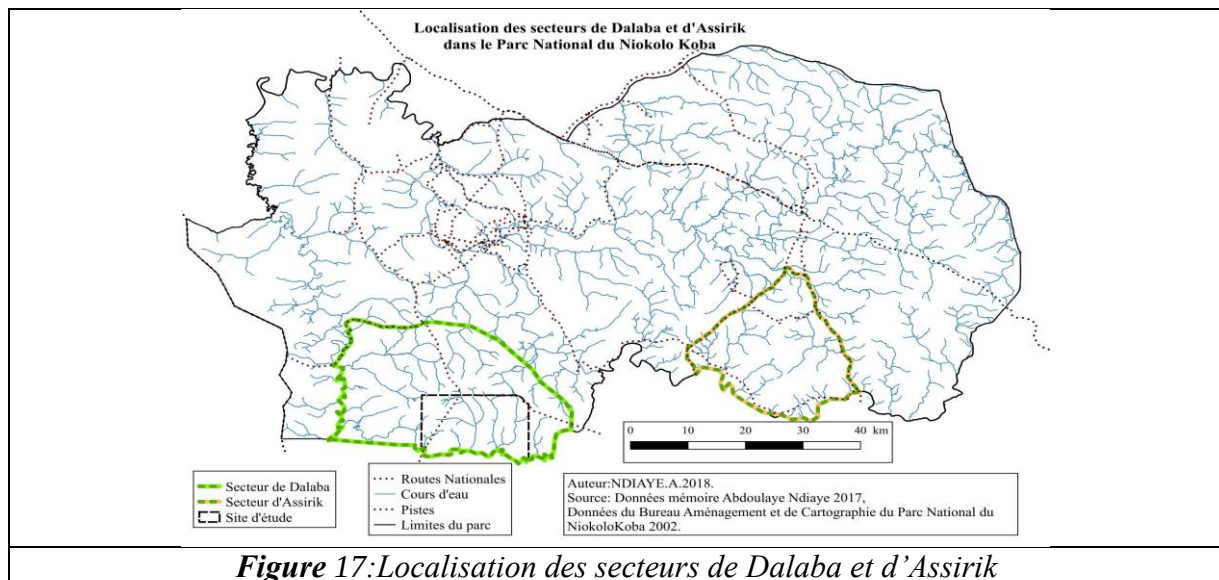 Localisation des secteurs de Dalaba et d'Assirik
dans le Parc National du Niokolo Koba
0 10 20 30 40 km
Secteur de Dalaba
Secteur d'Assirik
Site d'étude
Routes Nationales
Cours d'eau
Pistes
Limites du parc
Auteur:NDIAYE.A.2018.
Source: Données mémoire Abdoulaye Ndiaye 2017,
Données du Bureau Aménagement et de Cartographie du Parc National du
NiokoloKoba 2002.
Figure 17:Localisation des secteurs de Dalaba et d’Assirik